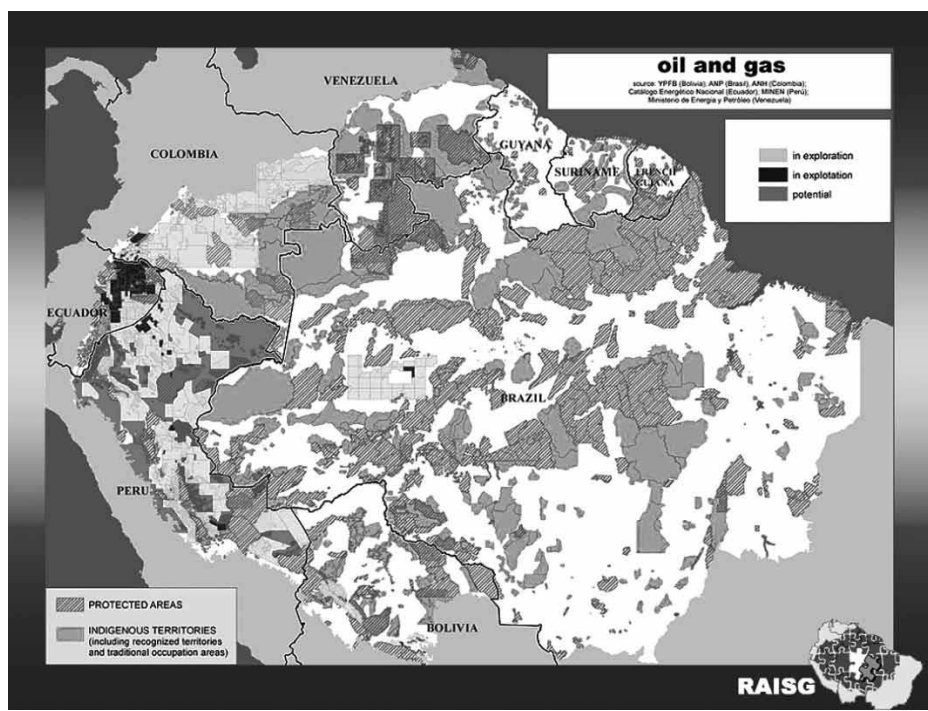 oil and gas
source: YPFB (Bolivia); ANP (Brasil), ANH (Colombia);
Catálogo Energético Nacional (Ecuador); MINEN (Perú);
Ministerio de Energia y Petróleo (Venezuela)
VENEZUELA
COLOMBIA
GUYANA
SURINAME
FRENCH
GUYANA
in exploration
in explotation
potential
ECUADOR
BRAZIL
PERU
BOLIVIA
PROTECTED AREAS
INDIGENOUS TERRITORIES
(including recognized territories
and traditional occupation areas)
RAISG